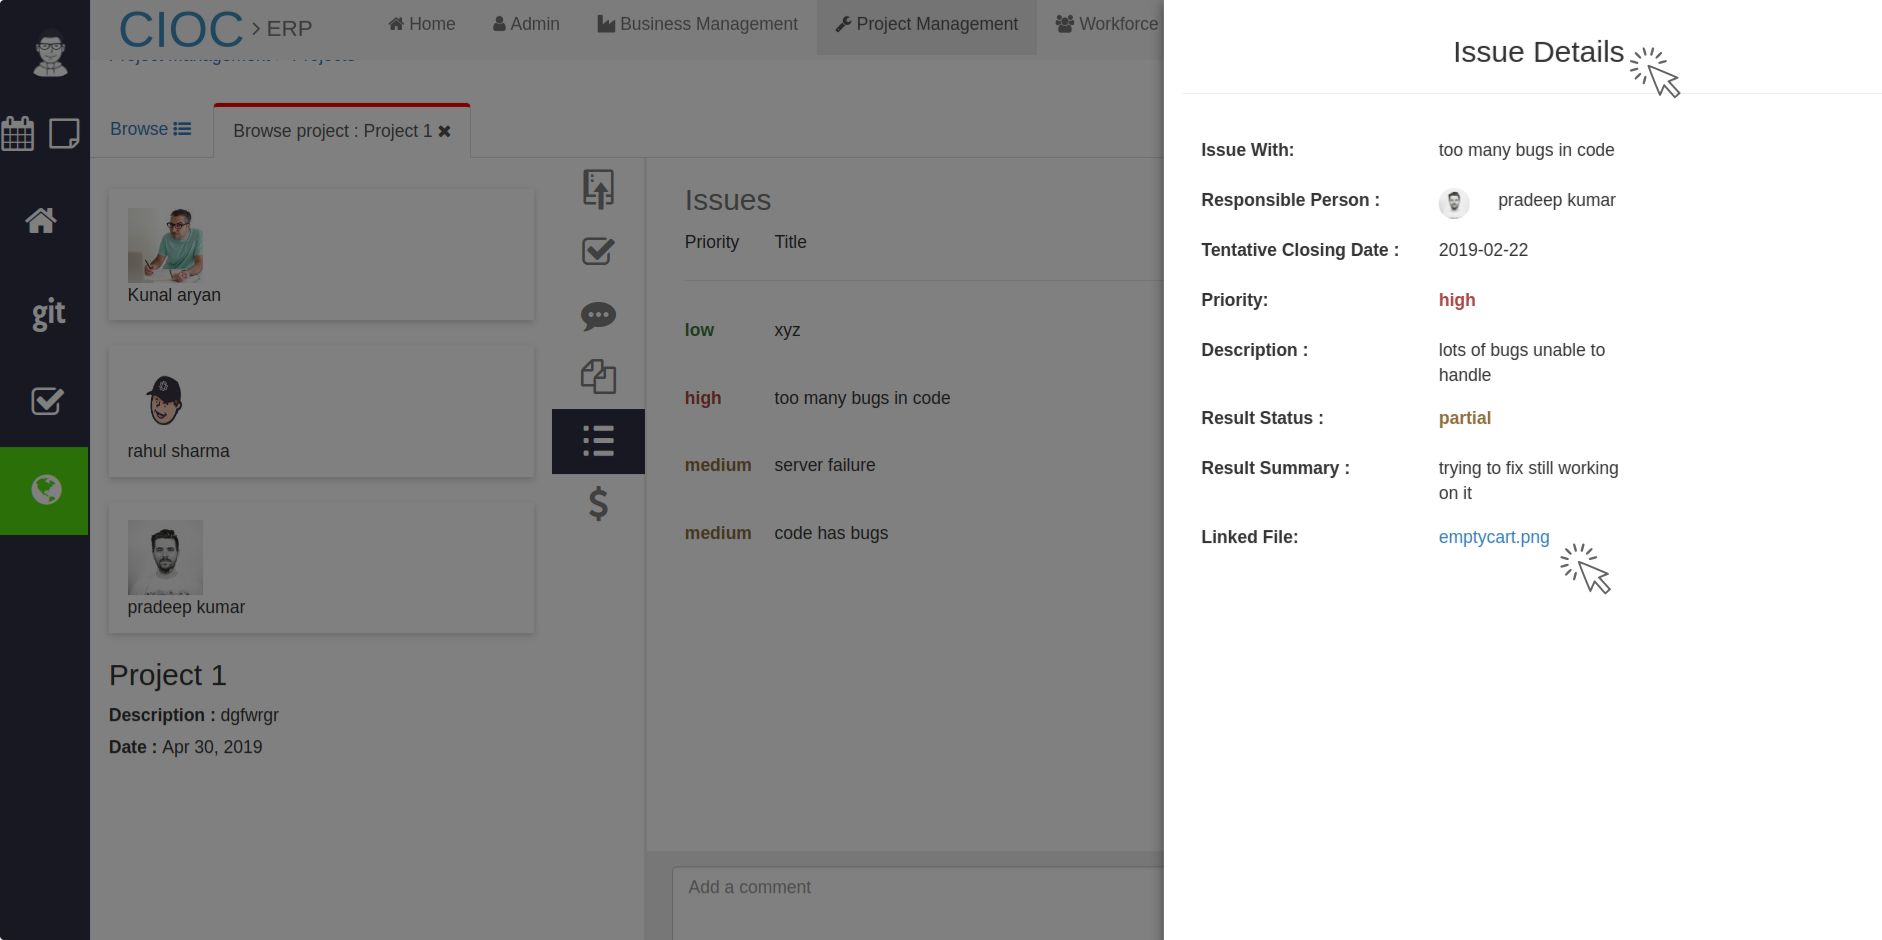 CIOC > ERP
Home
Admin
Business Management
Project Management
Workforce
Project Management
Projects
Browse
Browse project : Project 1
git
Kunal aryan
rahul sharma
pradeep kumar
Project 1
Description : dgfwrgr
Date : Apr 30, 2019
Issues
Priority Title
low xyz
high too many bugs in code
medium server failure
medium code has bugs
Add a comment
Issue Details
Issue With: too many bugs in code
Responsible Person : pradeep kumar
Tentative Closing Date : 2019-02-22
Priority: high
Description : lots of bugs unable to
handle
Result Status : partial
Result Summary : trying to fix still working
on it
Linked File: emptycart.png